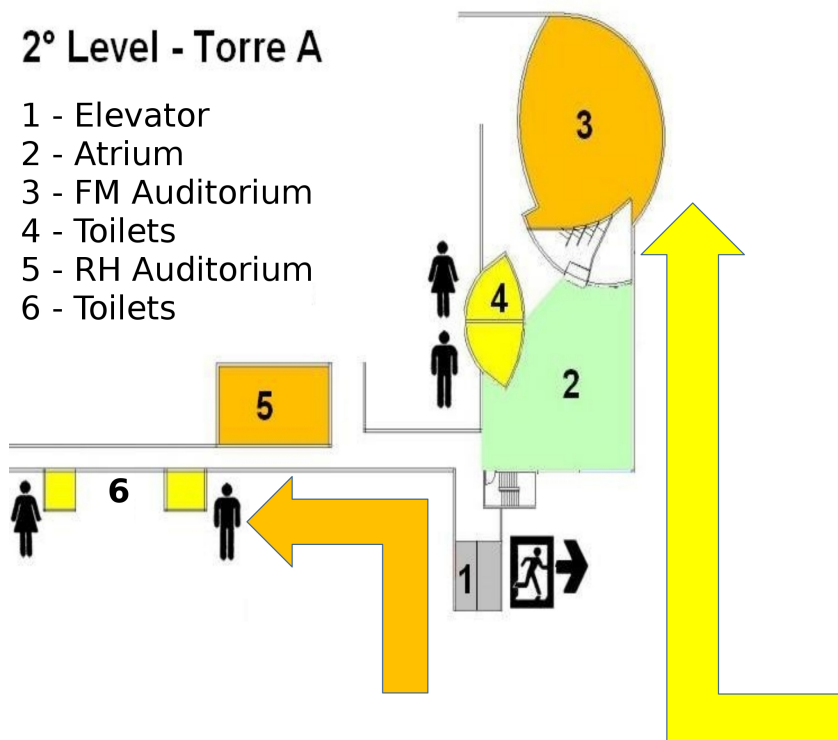 2° Level - Torre A
1 - Elevator
2 - Atrium
3 - FM Auditorium
4 - Toilets
5 - RH Auditorium
6 - Toilets
3
4
2
5
6
1